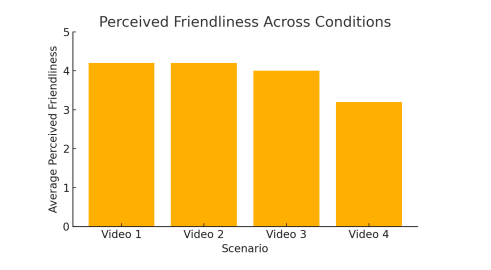 Perceived Friendliness Across Conditions
Average Perceived Friendliness
5
4
3
2
1
0
Video 1
Video 2
Video 3
Video 4
Scenario